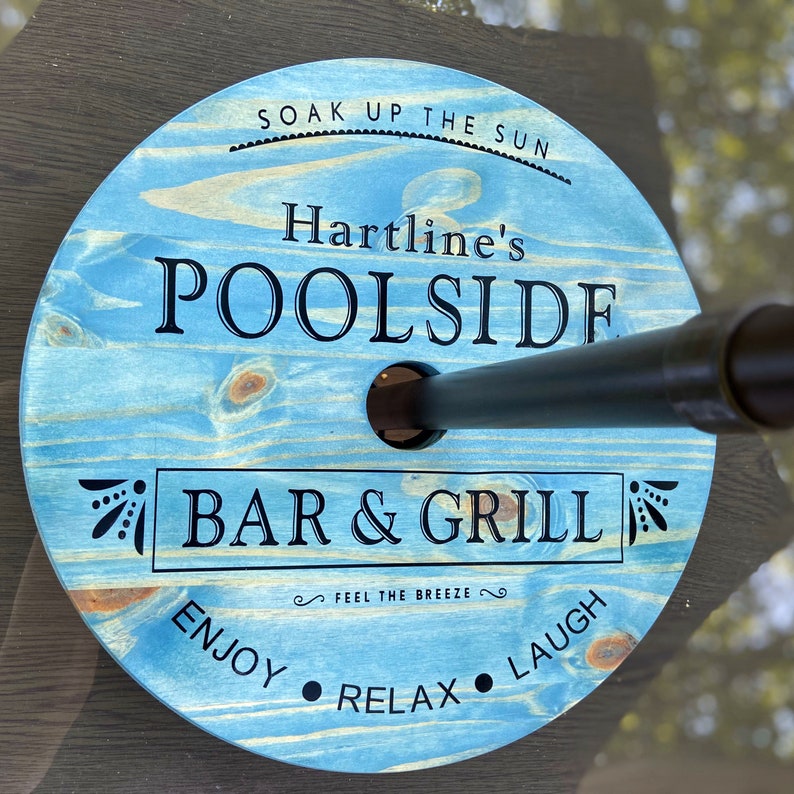 SOAK UP THE SUN
Hartline's
POOLSIDE
BAR & GRILL
FEEL THE BREEZE
ENJOY • RELAX • LAUGH